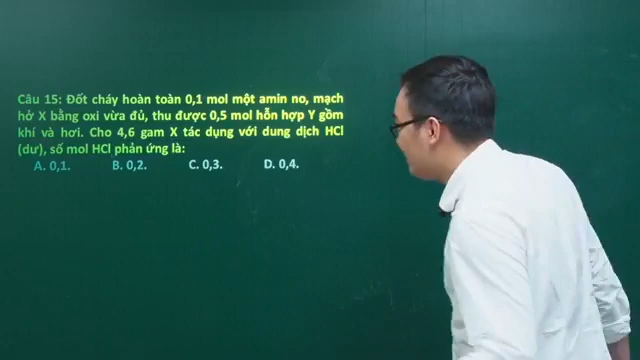 Câu 15: Đốt cháy hoàn toàn 0,1 mol một amin no, mạch
hở X bằng oxi vừa đủ, thu được 0,5 mol hỗn hợp Y gồm
khí và hơi. Cho 4,6 gam X tác dụng với dung dịch HCl
(dư), số mol HCl phản ứng là:
A. 0,1. B. 0,2. C. 0,3. D. 0,4.